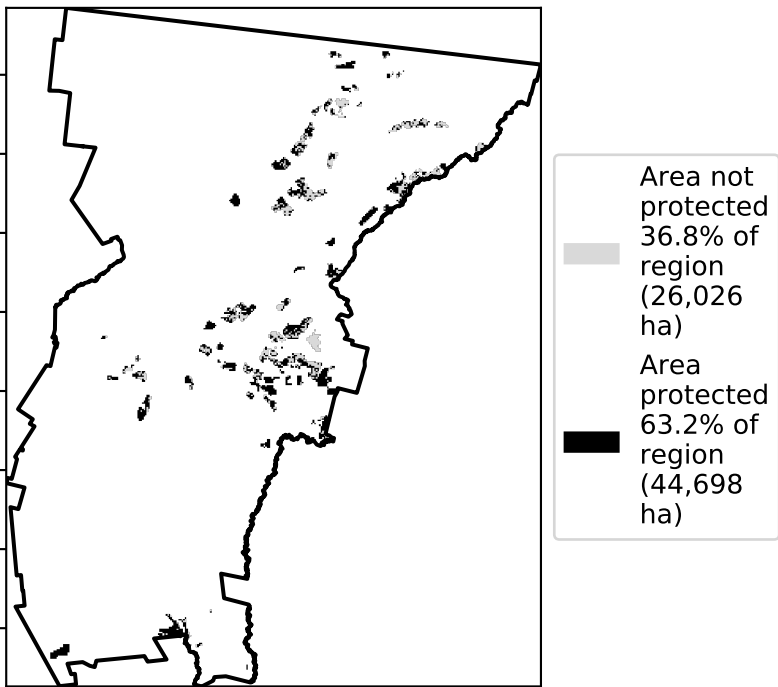 Area not
protected
36.8% of
region
(26,026
ha)
Area
protected
63.2% of
region
(44,698
ha)